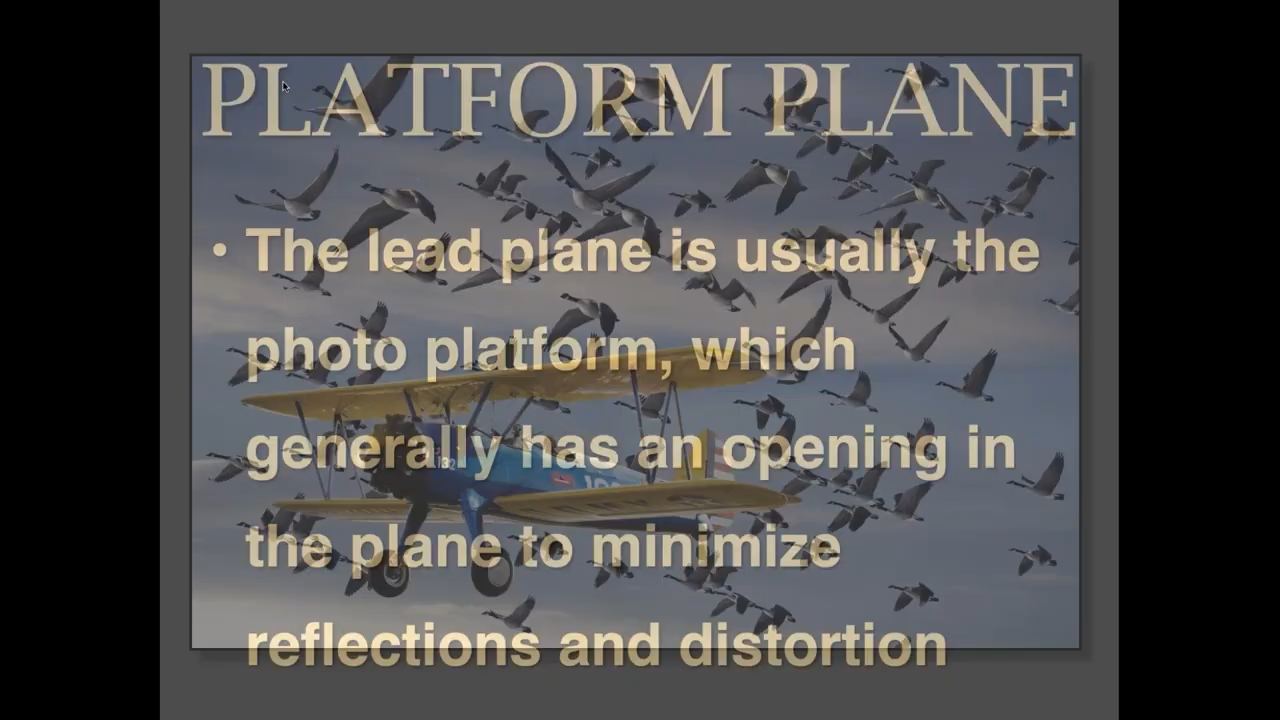 PLATFORM PLANE
• The lead plane is usually the
photo platform, which
generally has an opening in
the plane to minimize
reflections and distortion